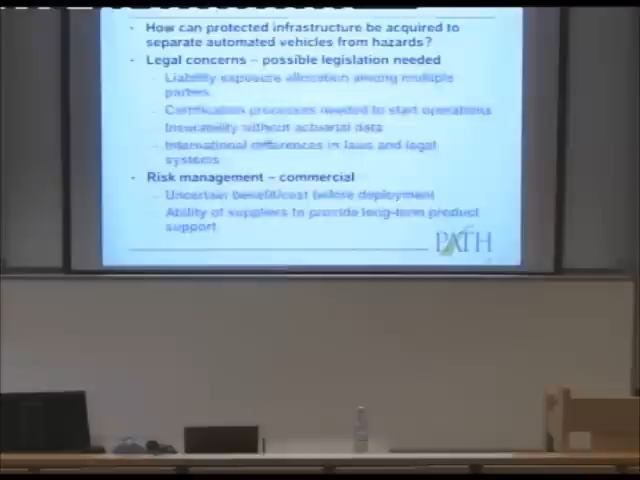 • How can protected infrastructure be acquired to
separate automated vehicles from hazards?
• Legal concerns – possible legislation needed
– Liability exposure allocation among multiple
parties
– Certification processes needed to start operations
– Insurability without actuarial data
– International differences in laws and legal
systems
• Risk management – commercial
– Uncertain benefit/cost before deployment
– Ability of suppliers to provide long-term product
support
PATH